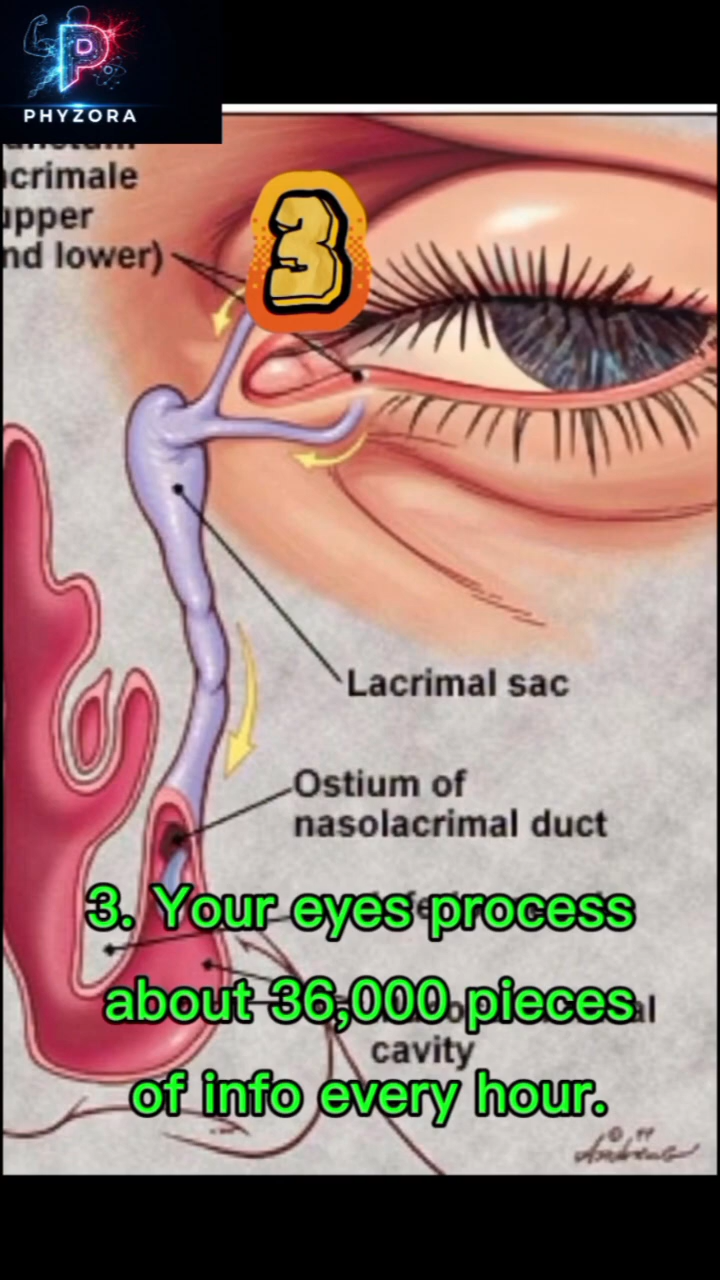 P
PHYZORA
acrimale
upper
nd lower)
3
Lacrimal sac
Ostium of
nasolacrimal duct
3. Your eyes process
about 36,000 pieces
cavity
of info every hour.